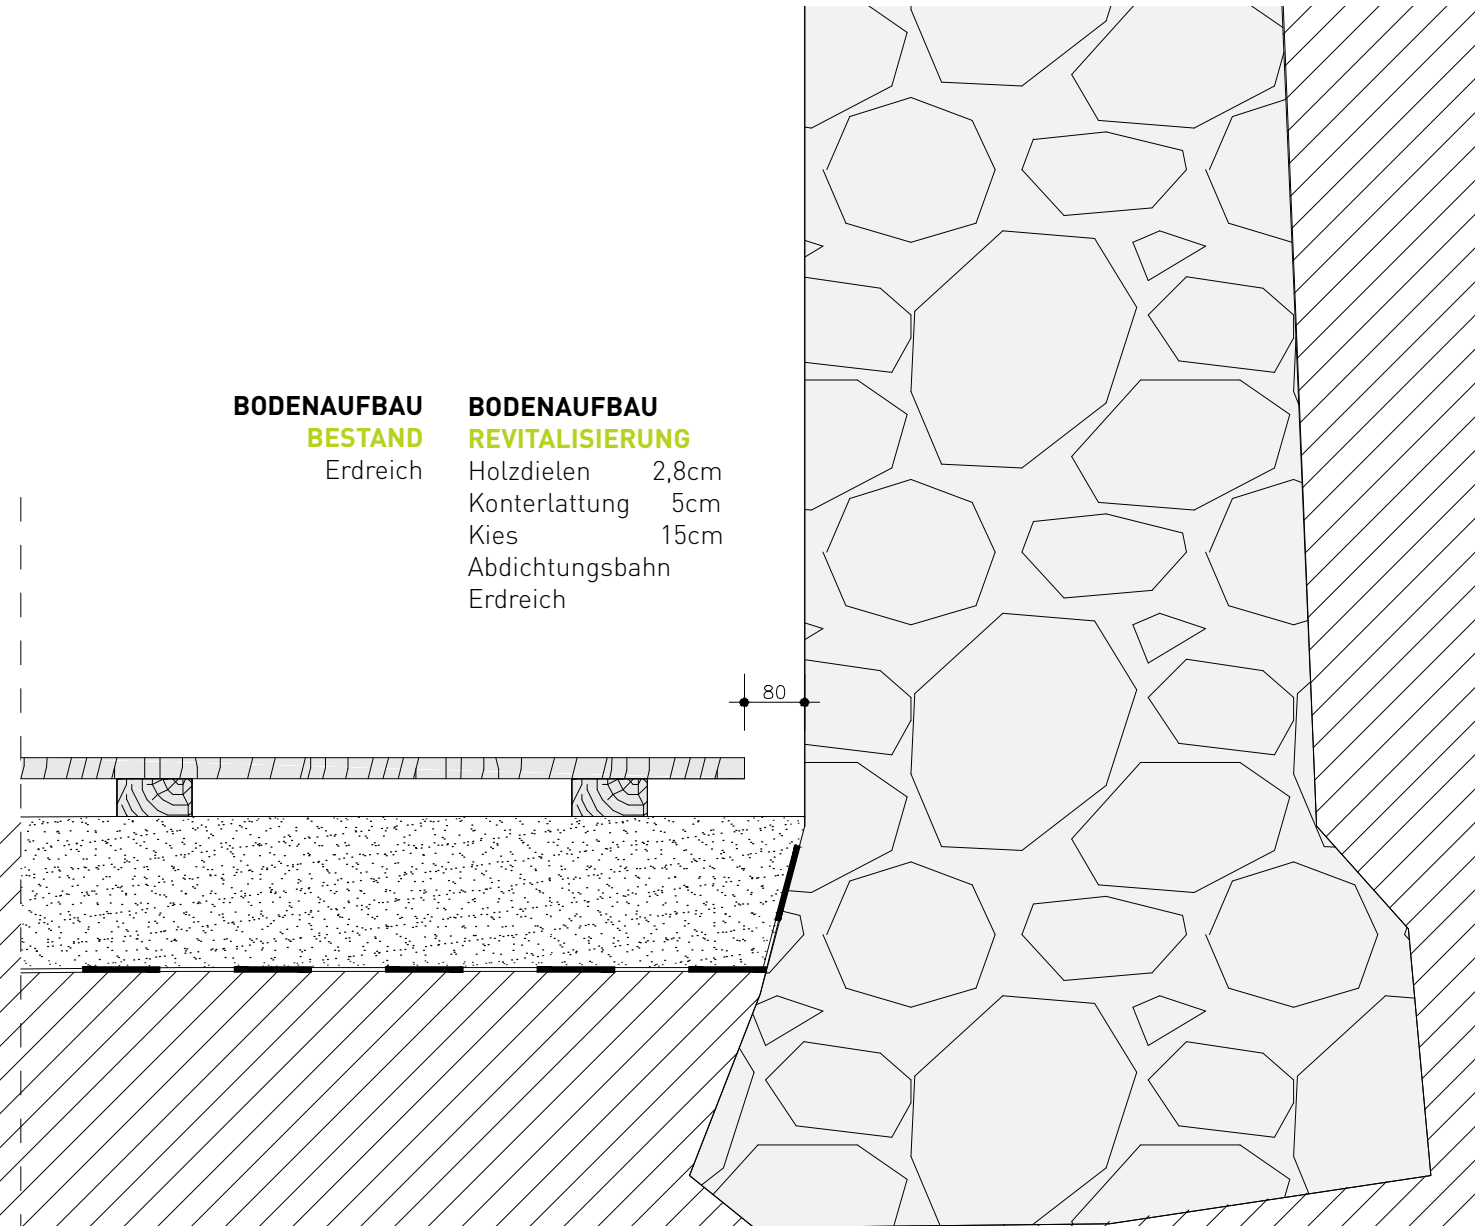 BODENAUFBAU
BESTAND
Erdreich
BODENAUFBAU
REVITALISIERUNG
Holzdielen 2,8cm
Konterlattung 5cm
Kies 15cm
Abdichtungsbahn
Erdreich
80